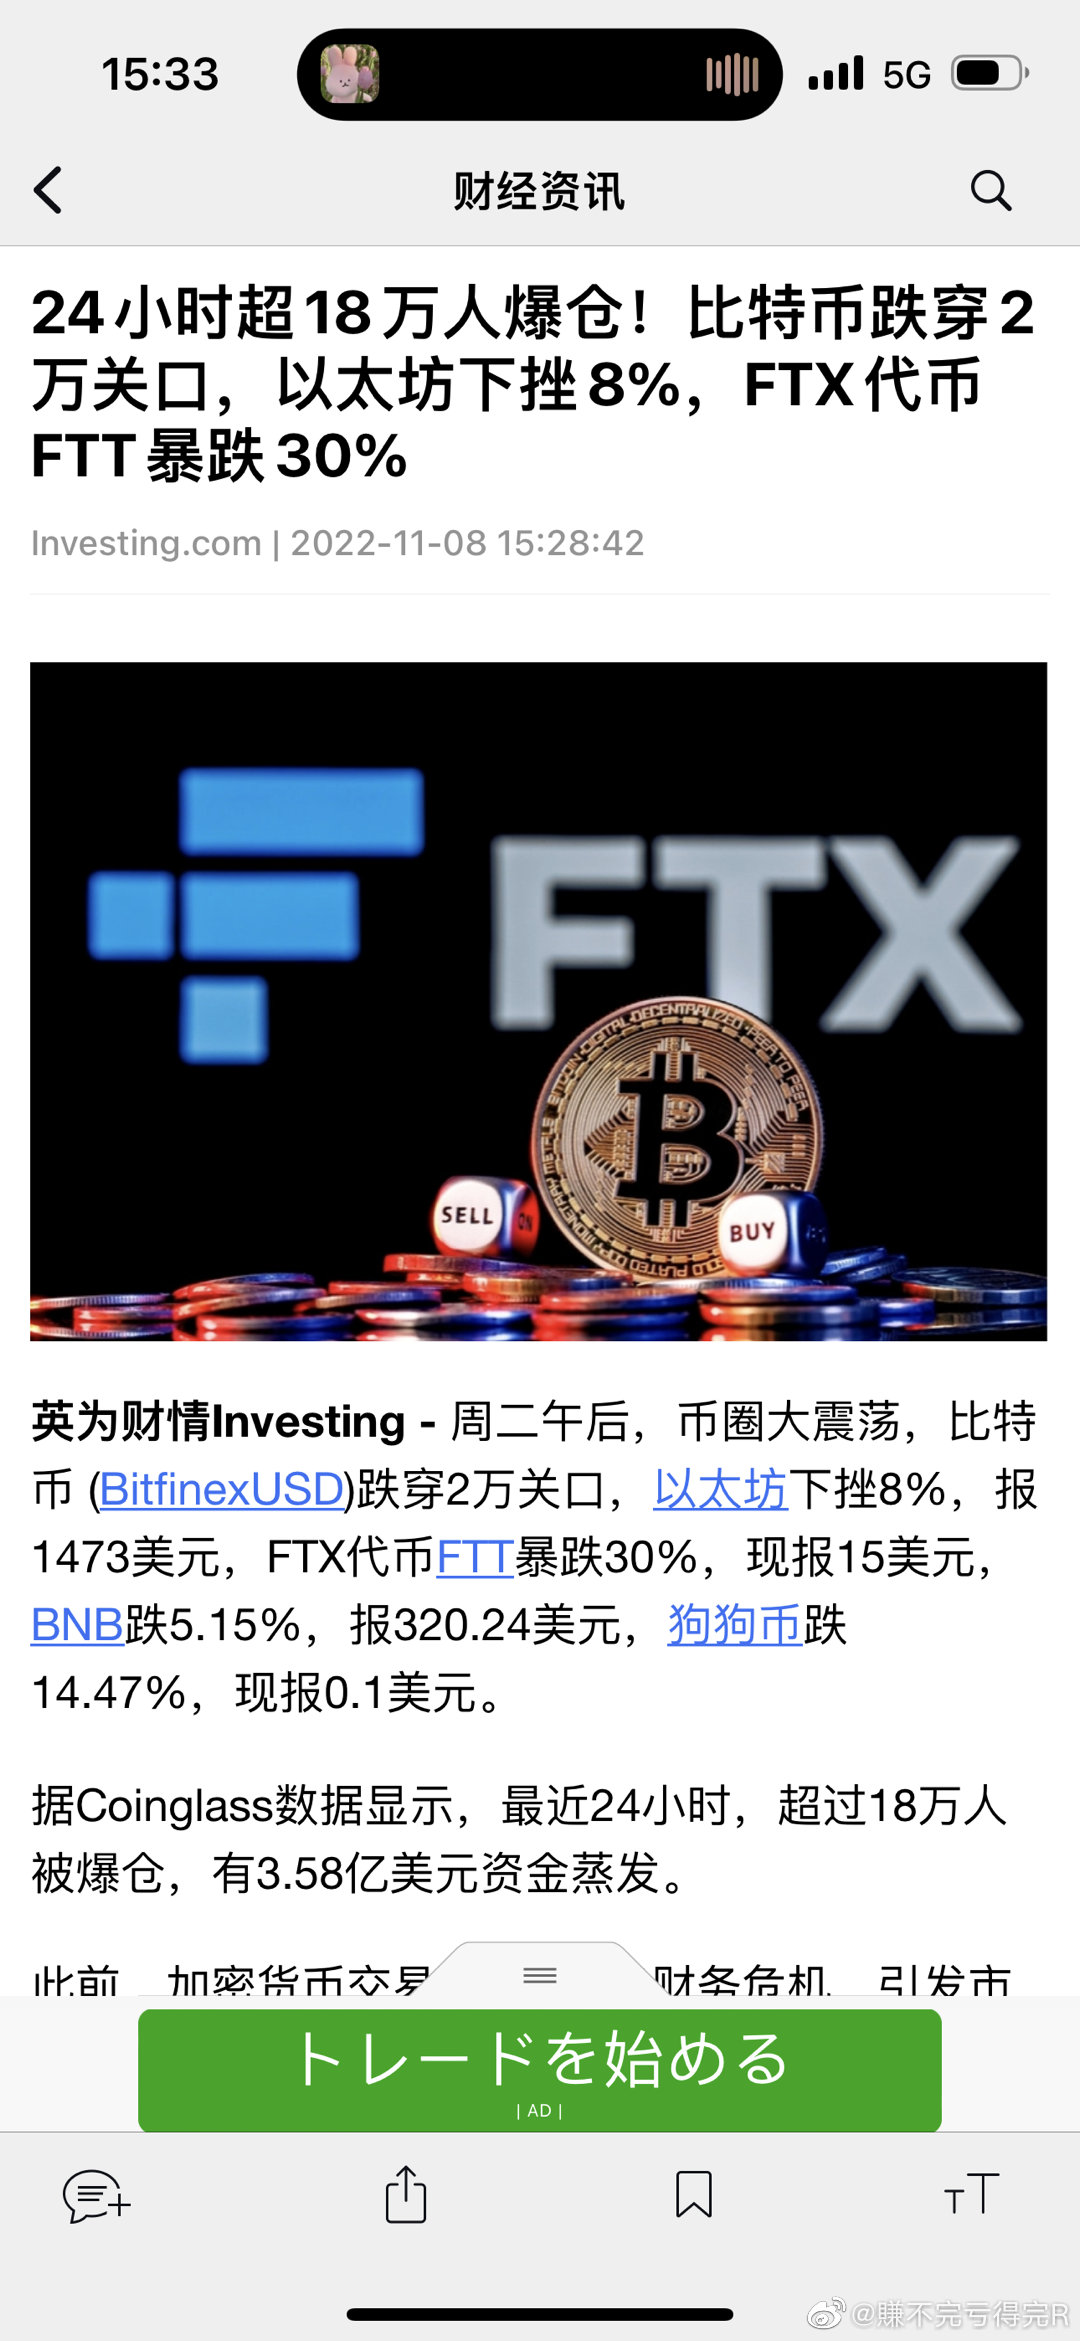 15:33
5G
财经资讯
24小时超18万人爆仓！比特币跌穿2
万关口，以太坊下挫8%，FTX代币
FTT暴跌30%
Investing.com | 2022-11-08 15:28:42
FTX
BITCOIN DIGITAL DECENTRALIZED PEER TO PEER
SELL
ON
BUY
英为财情Investing - 周二午后，币圈大震荡，比特
币 (BitfinexUSD)跌穿2万关口，以太坊下挫8%，报
1473美元，FTX代币FTT暴跌30%，现报15美元，
BNB跌5.15%，报320.24美元，狗狗币跌
14.47%，现报0.1美元。
据Coinglass数据显示，最近24小时，超过18万人
被爆仓，有3.58亿美元资金蒸发。
此前，加密货币交易 财务危机，引发市
トレードを始める
| AD |
TT
@賺不完亏得完R